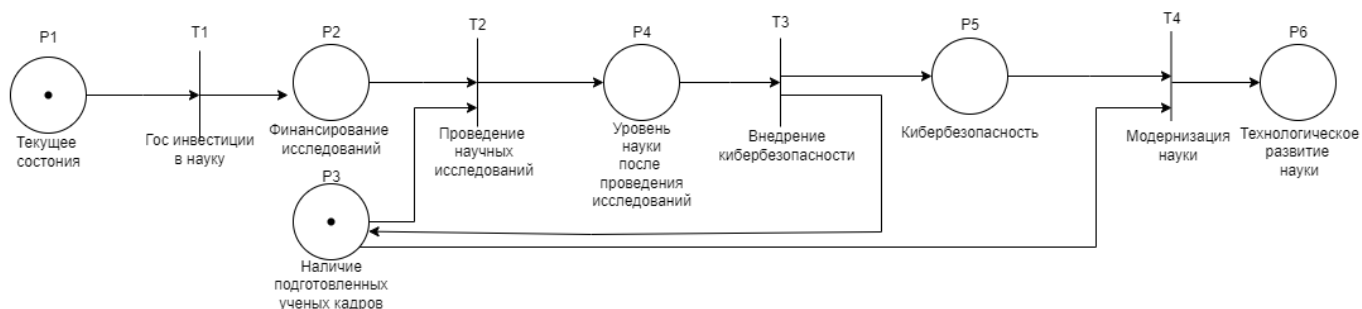 P1
Текущее
состония
T1
Гос инвестиции
в науку
P2
Финансирование
исследований
P3
Наличие
подготовленных
ученых кадров
T2
Проведение
научных
исследований
P4
Уровень
науки
после
проведения
исследований
T3
Внедрение
кибербезопасности
P5
Кибербезопасность
T4
Модернизация
науки
P6
Технологическое
развитие
науки